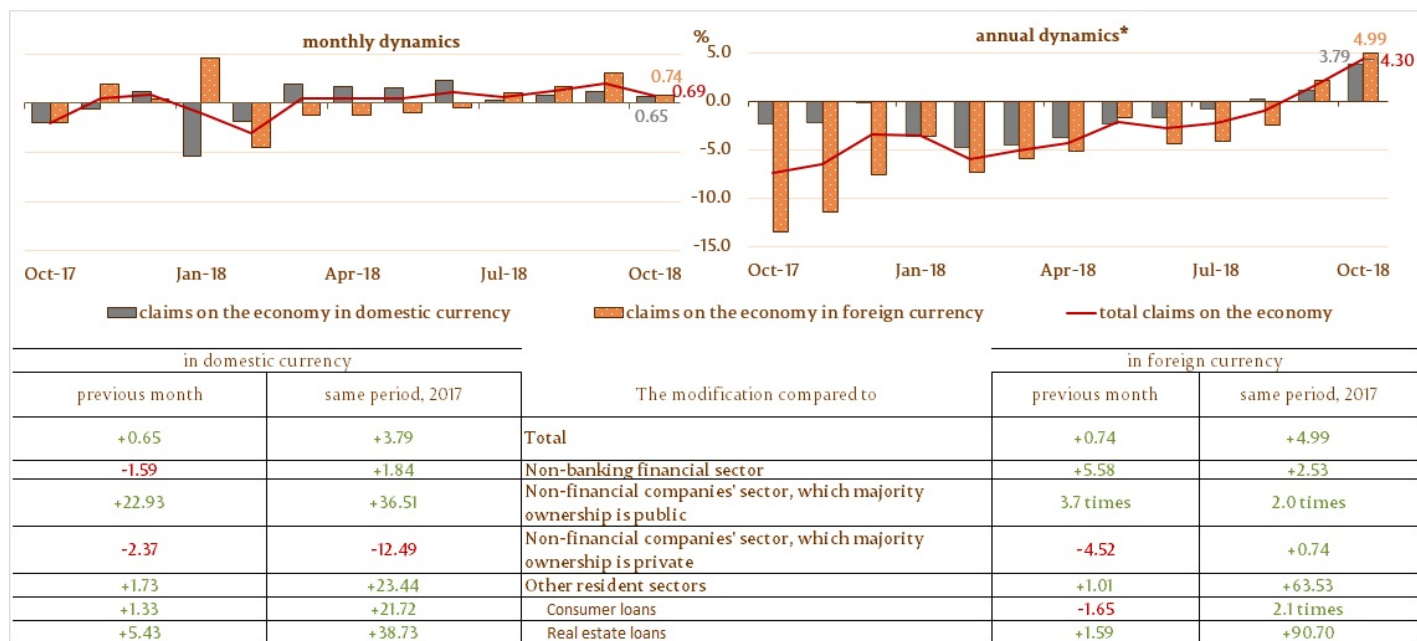 monthly dynamics
%
annual dynamics*
4.99
5.0
3.79
4.30
0.74
0.69
0.0
0.65
-5.0
-10.0
-15.0
Oct-17 Jan-18 Apr-18 Jul-18 Oct-18
Oct-17 Jan-18 Apr-18 Jul-18 Oct-18
claims on the economy in domestic currency claims on the economy in foreign currency total claims on the economy
in domestic currency in foreign currency
previous month same period, 2017 The modification compared to previous month same period, 2017
+0.65 +3.79 Total +0.74 +4.99
-1.59 +1.84 Non-banking financial sector +5.58 +2.53
+22.93 +36.51 Non-financial companies' sector, which majority
ownership is public 3.7 times 2.0 times
-2.37 -12.49 Non-financial companies' sector, which majority
ownership is private -4.52 +0.74
+1.73 +23.44 Other resident sectors +1.01 +63.53
+1.33 +21.72 Consumer loans -1.65 2.1 times
+5.43 +38.73 Real estate loans +1.59 +90.70